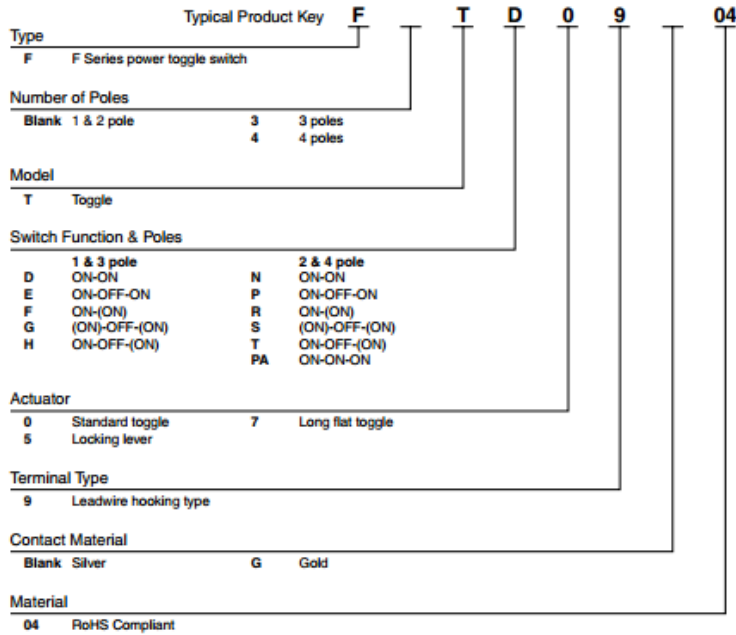 Typical Product Key F _ T D 0 9 _ 04
Type
F F Series power toggle switch
Number of Poles
Blank 1 & 2 pole 3 3 poles
4 4 poles
Model
T Toggle
Switch Function & Poles
1 & 3 pole 2 & 4 pole
D ON-ON N ON-ON
E ON-OFF-ON P ON-OFF-ON
F ON-(ON) R ON-(ON)
G (ON)-OFF-(ON) S (ON)-OFF-(ON)
H ON-OFF-(ON) T ON-OFF-(ON)
PA ON-ON-ON
Actuator
0 Standard toggle 7 Long flat toggle
5 Locking lever
Terminal Type
9 Leadwire hooking type
Contact Material
Blank Silver G Gold
Material
04 RoHS Compliant